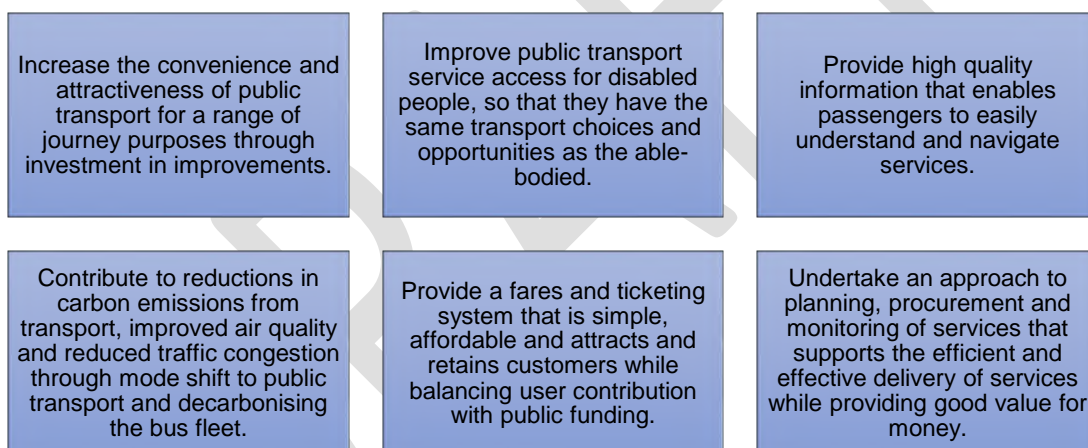 Increase the convenience and
attractiveness of public
transport for a range of
journey purposes through
investment in improvements.
Improve public transport
service access for disabled
people, so that they have the
same transport choices and
opportunities as the able-
bodied.
Provide high quality
information that enables
passengers to easily
understand and navigate
services.
Contribute to reductions in
carbon emissions from
transport, improved air quality
and reduced traffic congestion
through mode shift to public
transport and decarbonising
the bus fleet.
Provide a fares and ticketing
system that is simple,
affordable and attracts and
retains customers while
balancing user contribution
with public funding.
Undertake an approach to
planning, procurement and
monitoring of services that
supports the efficient and
effective delivery of services
while providing good value for
money.